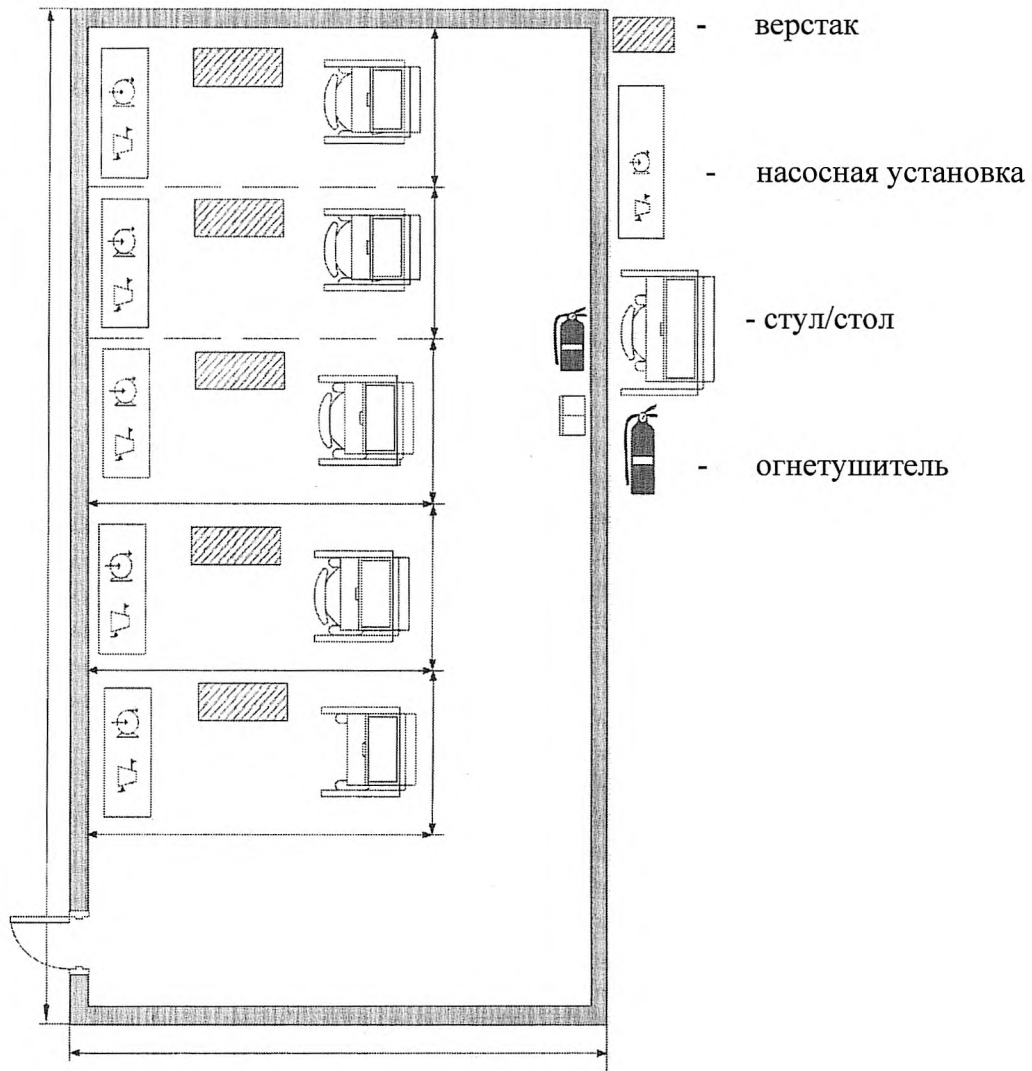 - верстак
- насосная установка
- стул/стол
- огнетушитель